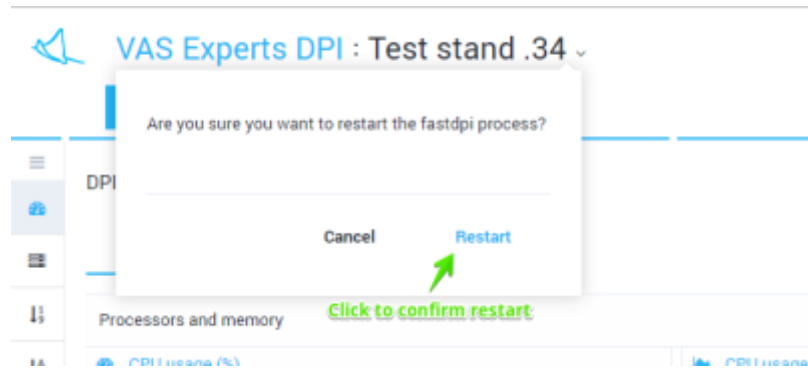 VAS Experts DPI : Test stand .34
Are you sure you want to restart the fastdpi process?
DPI
Cancel Restart
Click to confirm restart
Processors and memory
CPU usage (%)
CPU usage